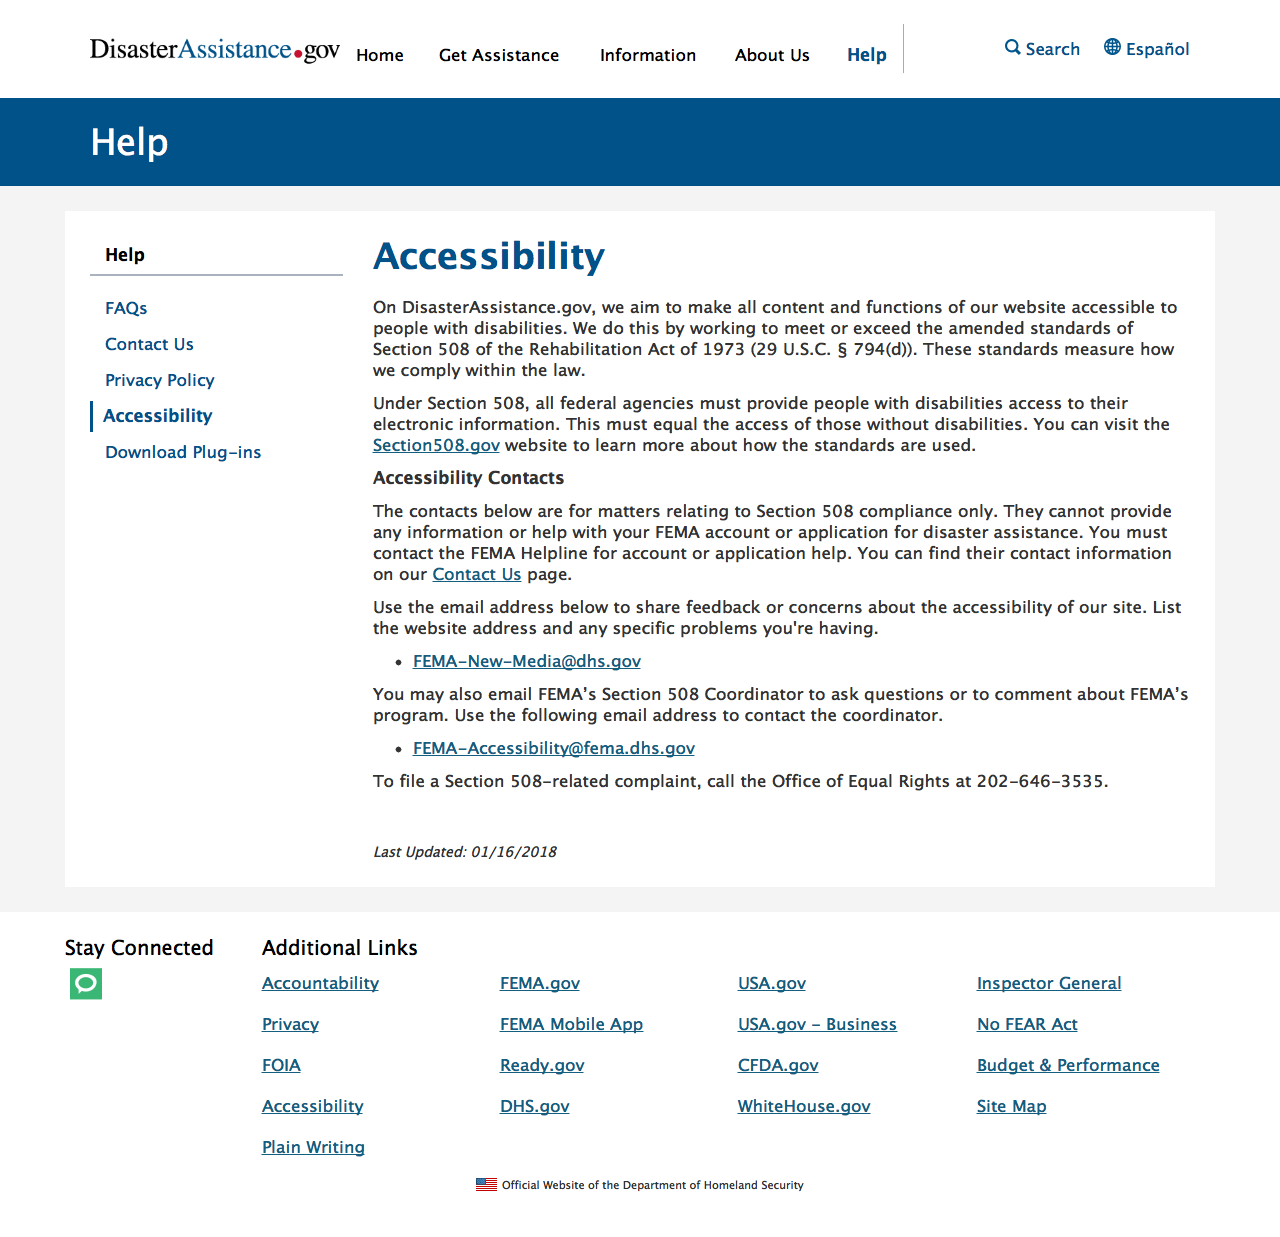 DisasterAssistance.gov
Home
Get Assistance
Information
About Us
Help
Search
Español
Help
Help
FAQs
Contact Us
Privacy Policy
Accessibility
Download Plug-ins
Accessibility
On DisasterAssistance.gov, we aim to make all content and functions of our website accessible to
people with disabilities. We do this by working to meet or exceed the amended standards of
Section 508 of the Rehabilitation Act of 1973 (29 U.S.C. § 794(d)). These standards measure how
we comply within the law.
Under Section 508, all federal agencies must provide people with disabilities access to their
electronic information. This must equal the access of those without disabilities. You can visit the
Section508.gov website to learn more about how the standards are used.
Accessibility Contacts
The contacts below are for matters relating to Section 508 compliance only. They cannot provide
any information or help with your FEMA account or application for disaster assistance. You must
contact the FEMA Helpline for account or application help. You can find their contact information
on our Contact Us page.
Use the email address below to share feedback or concerns about the accessibility of our site. List
the website address and any specific problems you're having.
• FEMA-New-Media@dhs.gov
You may also email FEMA’s Section 508 Coordinator to ask questions or to comment about FEMA’s
program. Use the following email address to contact the coordinator.
• FEMA-Accessibility@fema.dhs.gov
To file a Section 508-related complaint, call the Office of Equal Rights at 202-646-3535.
Last Updated: 01/16/2018
Stay Connected
Additional Links
Accountability
Privacy
FOIA
Accessibility
Plain Writing
FEMA.gov
FEMA Mobile App
Ready.gov
DHS.gov
USA.gov
USA.gov - Business
CFDA.gov
WhiteHouse.gov
Inspector General
No FEAR Act
Budget & Performance
Site Map
Official Website of the Department of Homeland Security